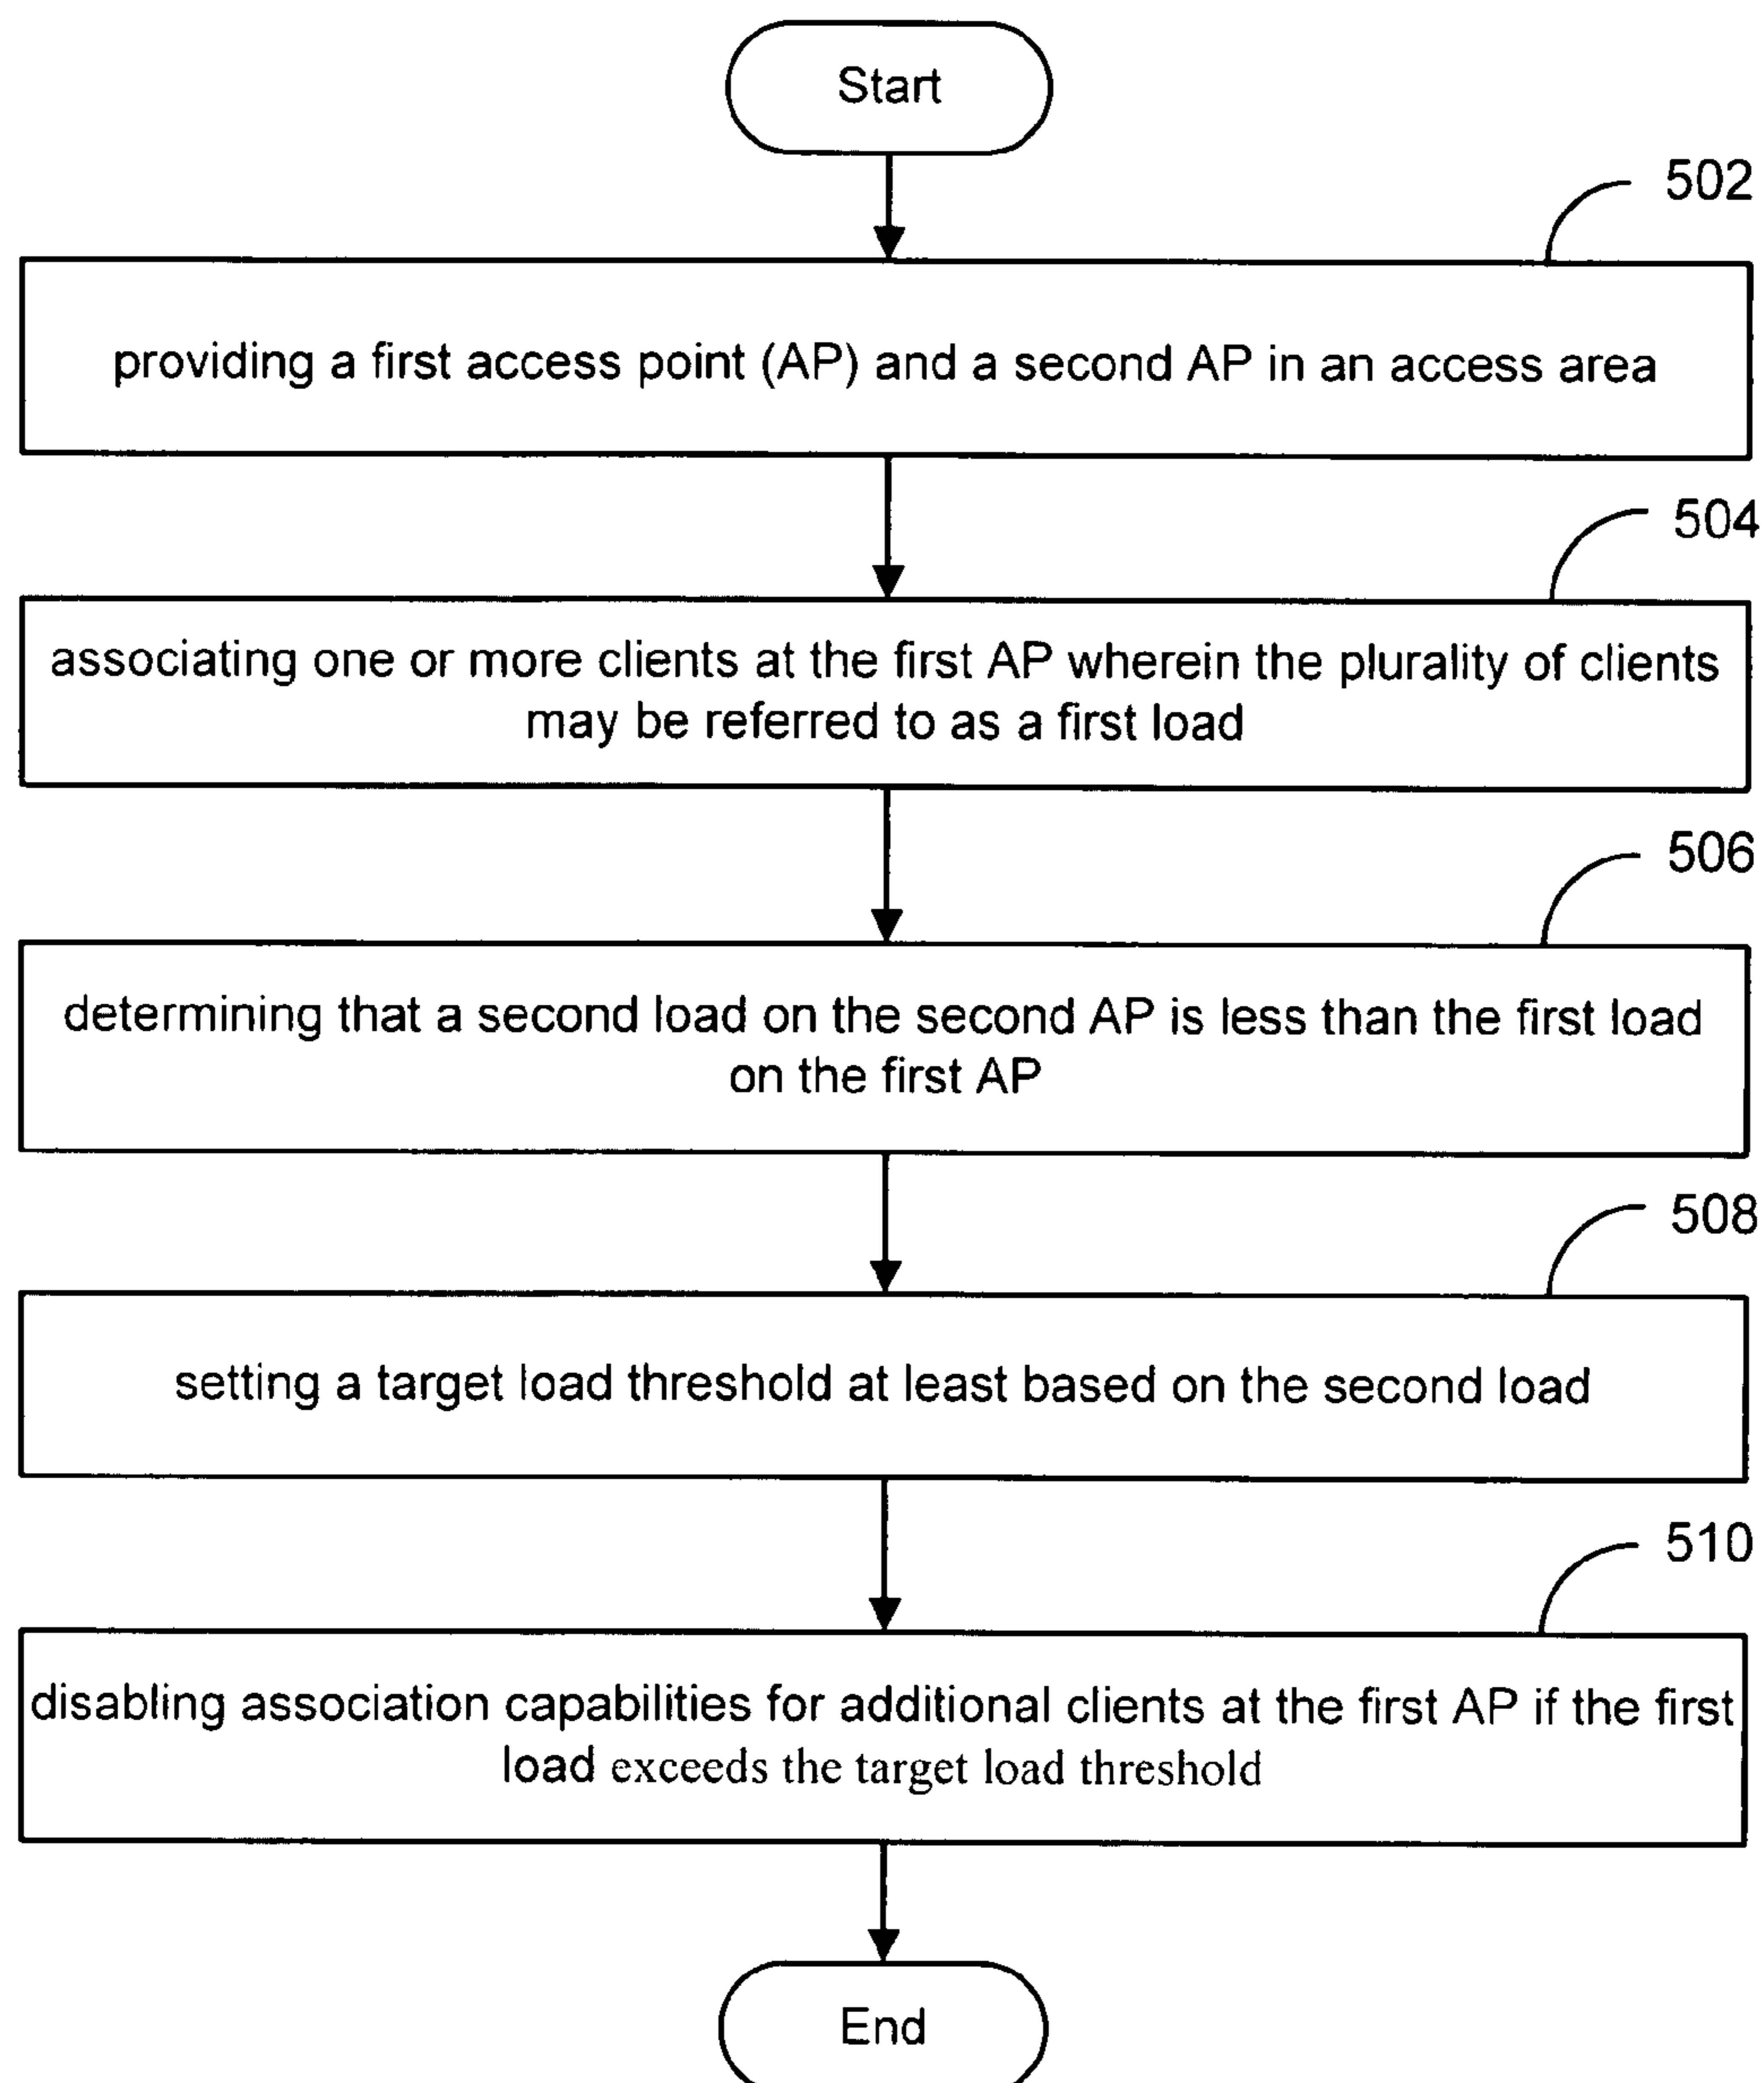 Start
502
providing a first access point (AP) and a second AP in an access area
504
associating one or more clients at the first AP wherein the plurality of clients
may be referred to as a first load
506
determining that a second load on the second AP is less than the first load
on the first AP
508
setting a target load threshold at least based on the second load
510
disabling association capabilities for additional clients at the first AP if the first
load exceeds the target load threshold
End